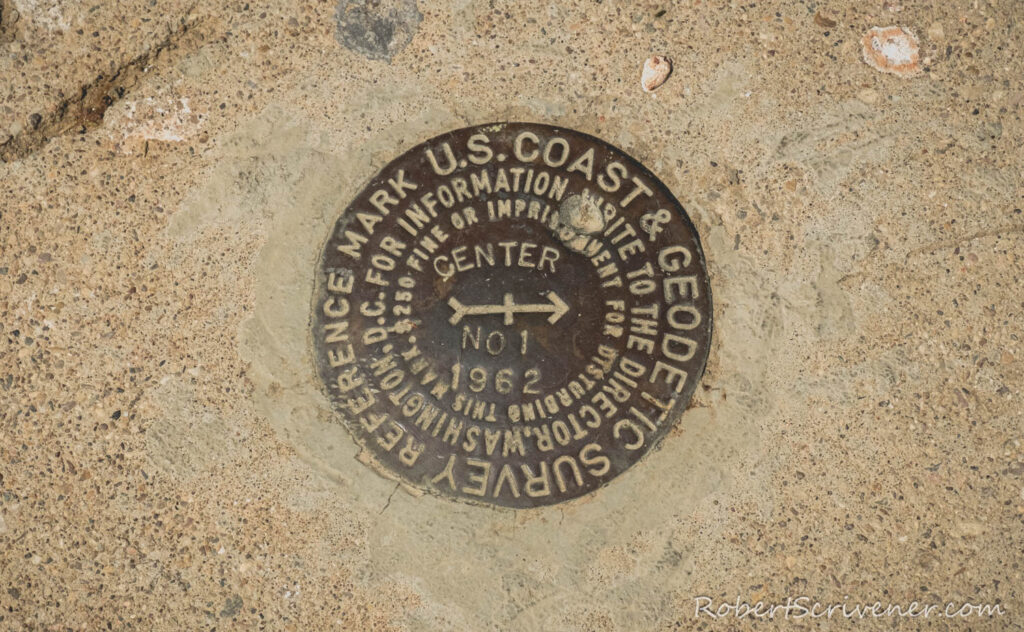 U.S. COAST & GEODETIC SURVEY REFERENCE MARK
FOR INFORMATION WRITE TO THE DIRECTOR, WASHINGTON, D.C.
$250 FINE OR IMPRISONMENT FOR DISTURBING THIS MARK.
CENTER
NO 1
1962
RobertScrivener.com